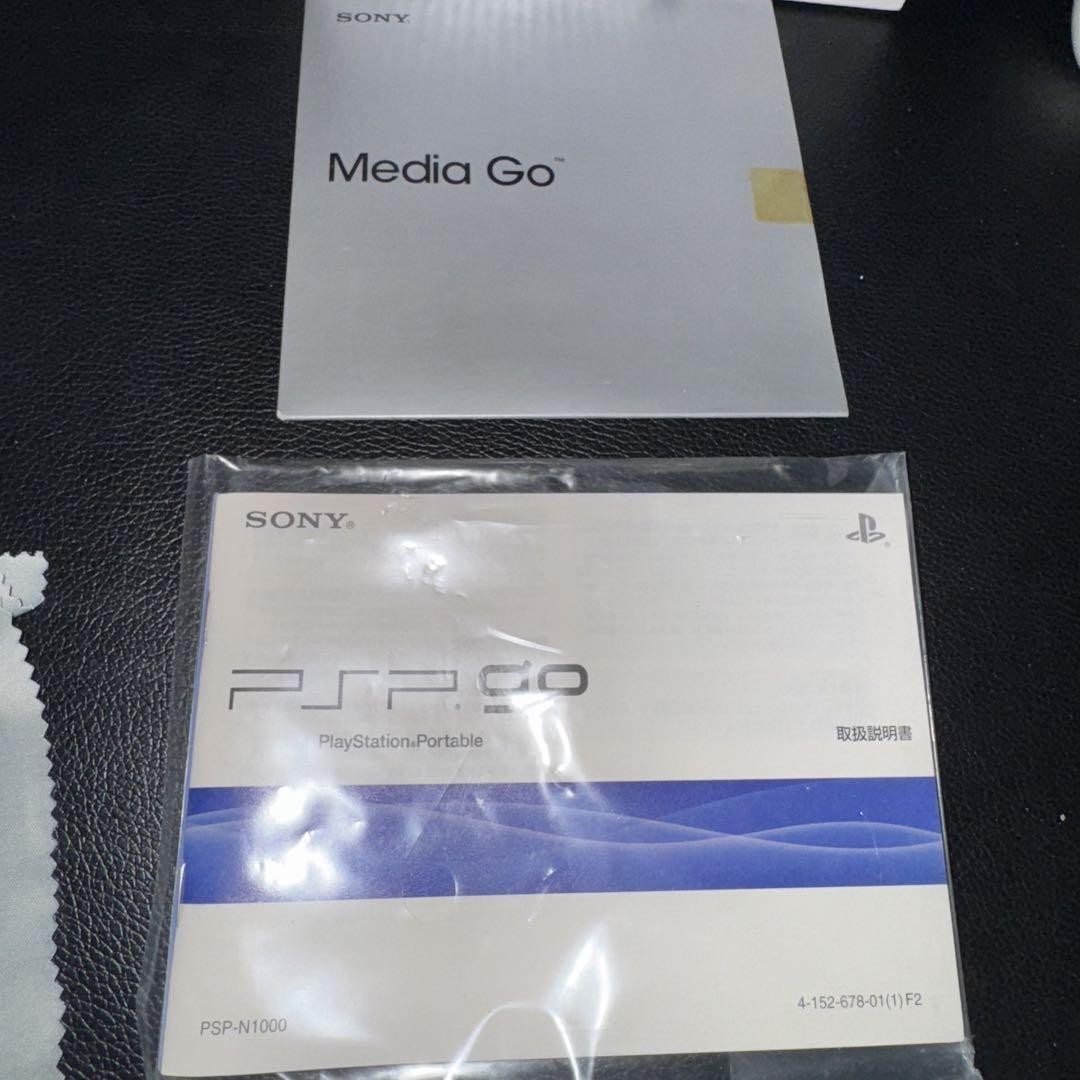 SONY
Media Go™
SONY®
PSP® go
PlayStation®Portable
取扱説明書
PSP-N1000
4-152-678-01(1) F2